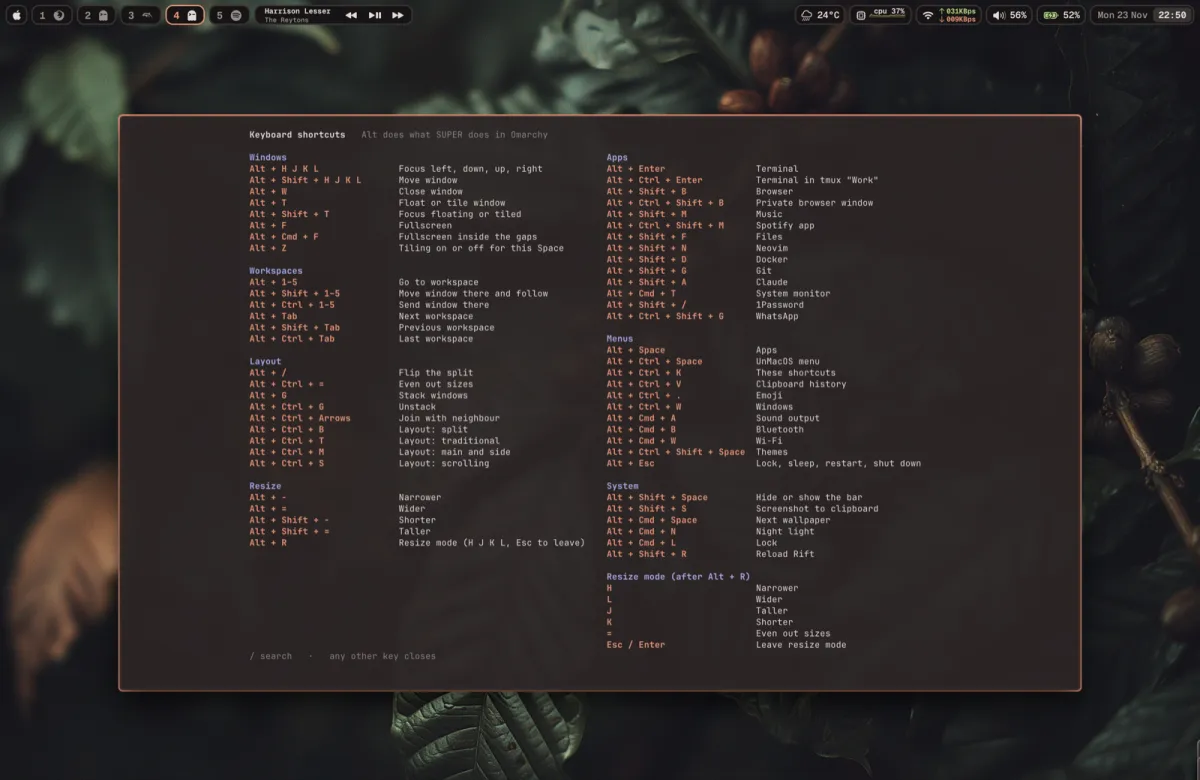 1 2 3 4 5 Harrison Lesser 24°C cpu 37% ↑ 031KBps 56% 52% Mon 23 Nov 22:50
The Reytons ↓ 009KBps
Keyboard shortcuts Alt does what SUPER does in Omarchy
Windows
Alt + H J K L Focus left, down, up, right
Alt + Shift + H J K L Move window
Alt + W Close window
Alt + T Float or tile window
Alt + Shift + T Focus floating or tiled
Alt + F Fullscreen
Alt + Cmd + F Fullscreen inside the gaps
Alt + Z Tiling on or off for this Space
Workspaces
Alt + 1-5 Go to workspace
Alt + Shift + 1-5 Move window there and follow
Alt + Ctrl + 1-5 Send window there
Alt + Tab Next workspace
Alt + Shift + Tab Previous workspace
Alt + Ctrl + Tab Last workspace
Layout
Alt + / Flip the split
Alt + Ctrl + = Even out sizes
Alt + G Stack windows
Alt + Ctrl + G Unstack
Alt + Ctrl + Arrows Join with neighbour
Alt + Ctrl + B Layout: split
Alt + Ctrl + T Layout: traditional
Alt + Ctrl + M Layout: main and side
Alt + Ctrl + S Layout: scrolling
Resize
Alt + - Narrower
Alt + = Wider
Alt + Shift + - Shorter
Alt + Shift + = Taller
Alt + R Resize mode (H J K L, Esc to leave)
Apps
Alt + Enter Terminal
Alt + Ctrl + Enter Terminal in tmux "Work"
Alt + Shift + B Browser
Alt + Ctrl + Shift + B Private browser window
Alt + Shift + M Music
Alt + Ctrl + Shift + M Spotify app
Alt + Shift + F Files
Alt + Shift + N Neovim
Alt + Shift + D Docker
Alt + Shift + G Git
Alt + Shift + A Claude
Alt + Cmd + T System monitor
Alt + Shift + / 1Password
Alt + Ctrl + Shift + G WhatsApp
Menus
Alt + Space Apps
Alt + Ctrl + Space UnMacOS menu
Alt + Ctrl + K These shortcuts
Alt + Ctrl + V Clipboard history
Alt + Ctrl + . Emoji
Alt + Ctrl + W Windows
Alt + Cmd + A Sound output
Alt + Cmd + B Bluetooth
Alt + Cmd + W Wi-Fi
Alt + Ctrl + Shift + Space Themes
Alt + Esc Lock, sleep, restart, shut down
System
Alt + Shift + Space Hide or show the bar
Alt + Shift + S Screenshot to clipboard
Alt + Cmd + Space Next wallpaper
Alt + Cmd + N Night light
Alt + Cmd + L Lock
Alt + Shift + R Reload Rift
Resize mode (after Alt + R)
H Narrower
L Wider
J Taller
K Shorter
= Even out sizes
Esc / Enter Leave resize mode
/ search · any other key closes